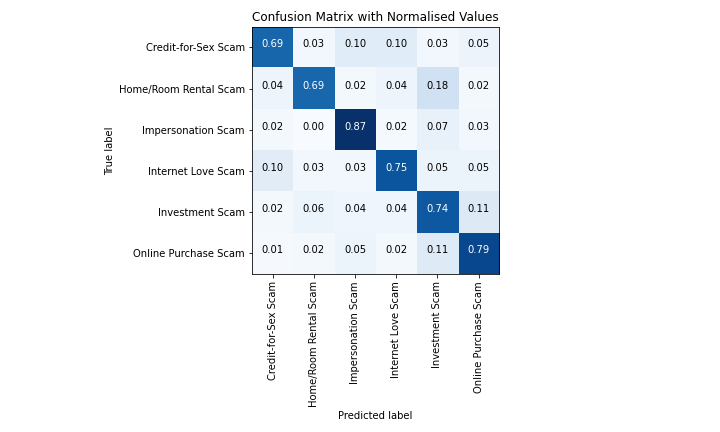 Confusion Matrix with Normalised Values
True label
Credit-for-Sex Scam 0.69 0.03 0.10 0.10 0.03 0.05
Home/Room Rental Scam 0.04 0.69 0.02 0.04 0.18 0.02
Impersonation Scam 0.02 0.00 0.87 0.02 0.07 0.03
Internet Love Scam 0.10 0.03 0.03 0.75 0.05 0.05
Investment Scam 0.02 0.06 0.04 0.04 0.74 0.11
Online Purchase Scam 0.01 0.02 0.05 0.02 0.11 0.79
Credit-for-Sex Scam
Home/Room Rental Scam
Impersonation Scam
Internet Love Scam
Investment Scam
Online Purchase Scam
Predicted label